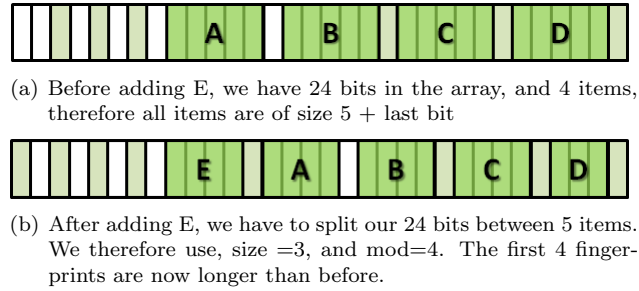 A B C D
(a) Before adding E, we have 24 bits in the array, and 4 items,
therefore all items are of size 5 + last bit
E A B C D
(b) After adding E, we have to split our 24 bits between 5 items.
We therefore use, size =3, and mod=4. The first 4 finger-
prints are now longer than before.